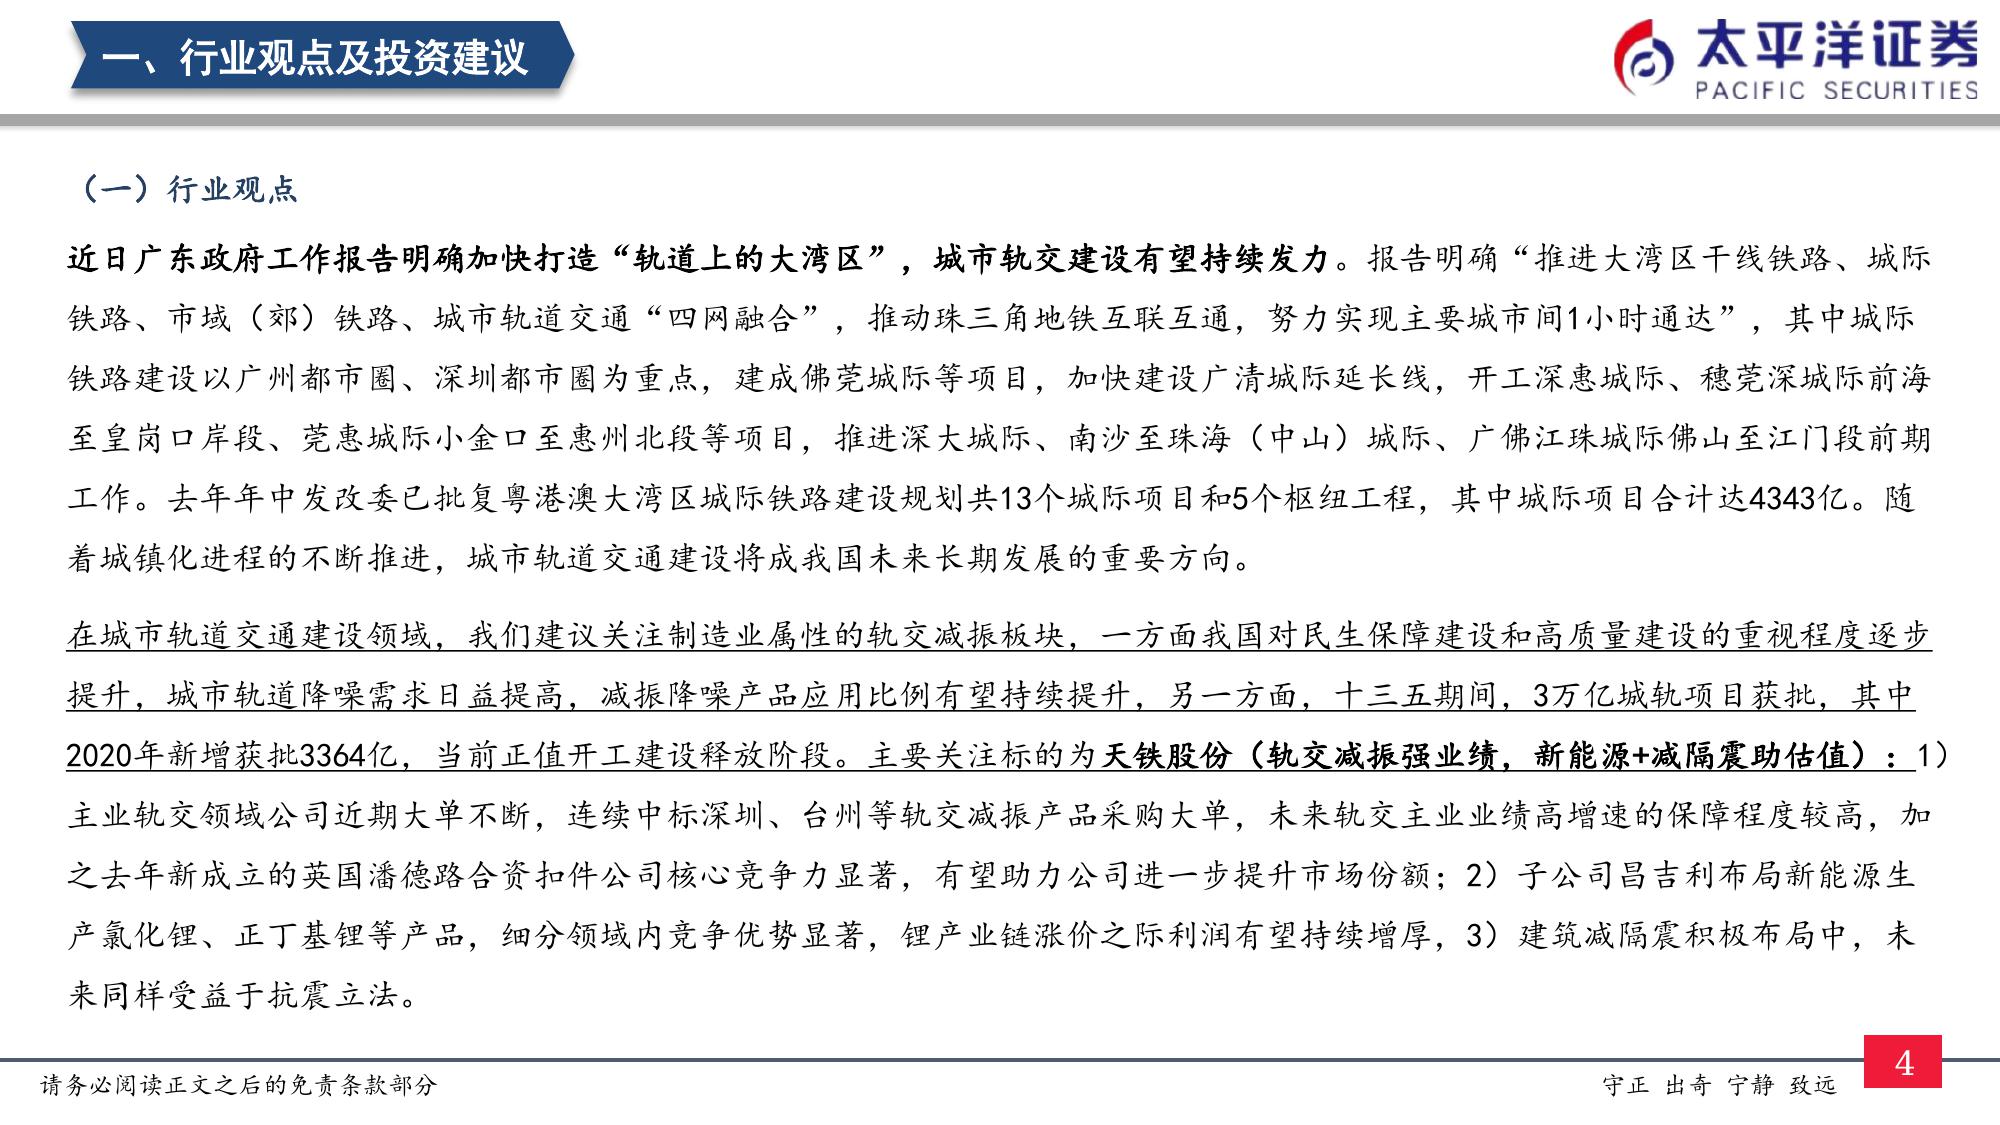 一、行业观点及投资建议
太平洋证券
PACIFIC SECURITIES
（一）行业观点
近日广东政府工作报告明确加快打造“轨道上的大湾区”，城市轨交建设有望持续发力。报告明确“推进大湾区干线铁路、城际
铁路、市域（郊）铁路、城市轨道交通“四网融合”，推动珠三角地铁互联互通，努力实现主要城市间1小时通达”，其中城际
铁路建设以广州都市圈、深圳都市圈为重点，建成佛莞城际等项目，加快建设广清城际延长线，开工深惠城际、穗莞深城际前海
至皇岗口岸段、莞惠城际小金口至惠州北段等项目，推进深大城际、南沙至珠海（中山）城际、广佛江珠城际佛山至江门段前期
工作。去年年中发改委已批复粤港澳大湾区城际铁路建设规划共13个城际项目和5个枢纽工程，其中城际项目合计达4343亿。随
着城镇化进程的不断推进，城市轨道交通建设将成我国未来长期发展的重要方向。
在城市轨道交通建设领域，我们建议关注制造业属性的轨交减振板块，一方面我国对民生保障建设和高质量建设的重视程度逐步
提升，城市轨道降噪需求日益提高，减振降噪产品应用比例有望持续提升，另一方面，十三五期间，3万亿城轨项目获批，其中
2020年新增获批3364亿，当前正值开工建设释放阶段。主要关注标的为天铁股份（轨交减振强业绩，新能源+减隔震助估值）：1）
主业轨交领域公司近期大单不断，连续中标深圳、台州等轨交减振产品采购大单，未来轨交主业业绩高增速的保障程度较高，加
之去年新成立的英国潘德路合资扣件公司核心竞争力显著，有望助力公司进一步提升市场份额；2）子公司昌吉利布局新能源生
产氯化锂、正丁基锂等产品，细分领域内竞争优势显著，锂产业链涨价之际利润有望持续增厚，3）建筑减隔震积极布局中，未
来同样受益于抗震立法。
请务必阅读正文之后的免责条款部分
守正 出奇 宁静 致远
4